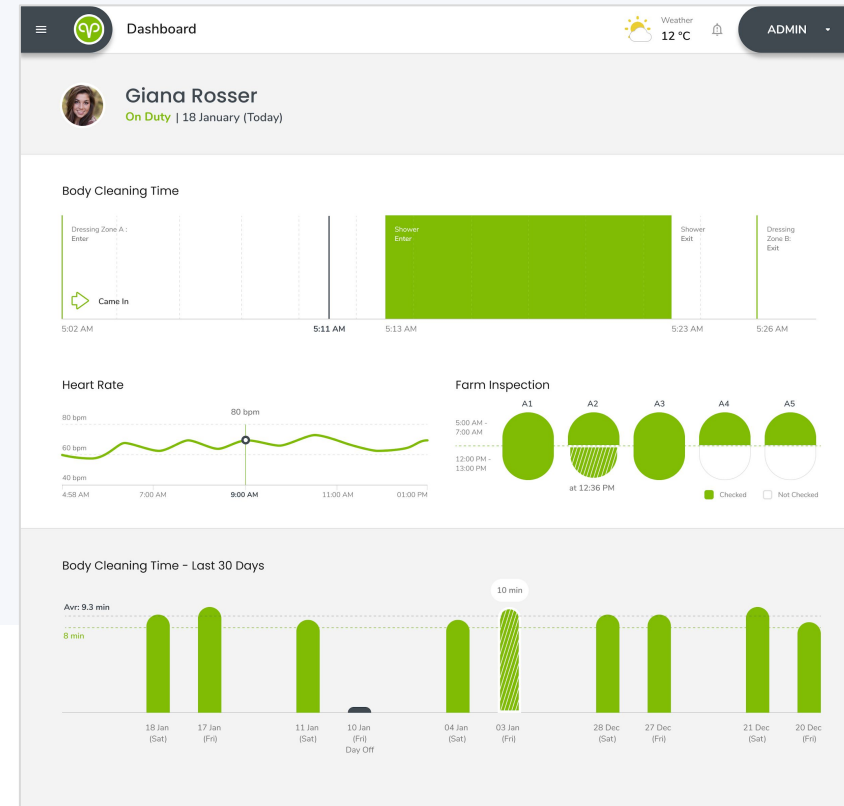 Dashboard
Weather
12 °C
ADMIN
Giana Rosser
On Duty | 18 January (Today)
Body Cleaning Time
Dressing Zone A :
Enter
Came In
Shower
Enter
Shower
Exit
Dressing
Zone B:
Exit
5:02 AM
5:11 AM
5:13 AM
5:23 AM
5:26 AM
Heart Rate
80 bpm
80 bpm
60 bpm
40 bpm
4:58 AM
7:00 AM
9:00 AM
11:00 AM
01:00 PM
Farm Inspection
A1
A2
A3
A4
A5
5:00 AM -
7:00 AM
12:00 PM -
13:00 PM
at 12:36 PM
Checked
Not Checked
Body Cleaning Time - Last 30 Days
10 min
Avr: 9.3 min
8 min
18 Jan
(Sat)
17 Jan
(Fri)
11 Jan
(Sat)
10 Jan
(Fri)
Day Off
04 Jan
(Sat)
03 Jan
(Fri)
28 Dec
(Sat)
27 Dec
(Fri)
21 Dec
(Sat)
20 Dec
(Fri)